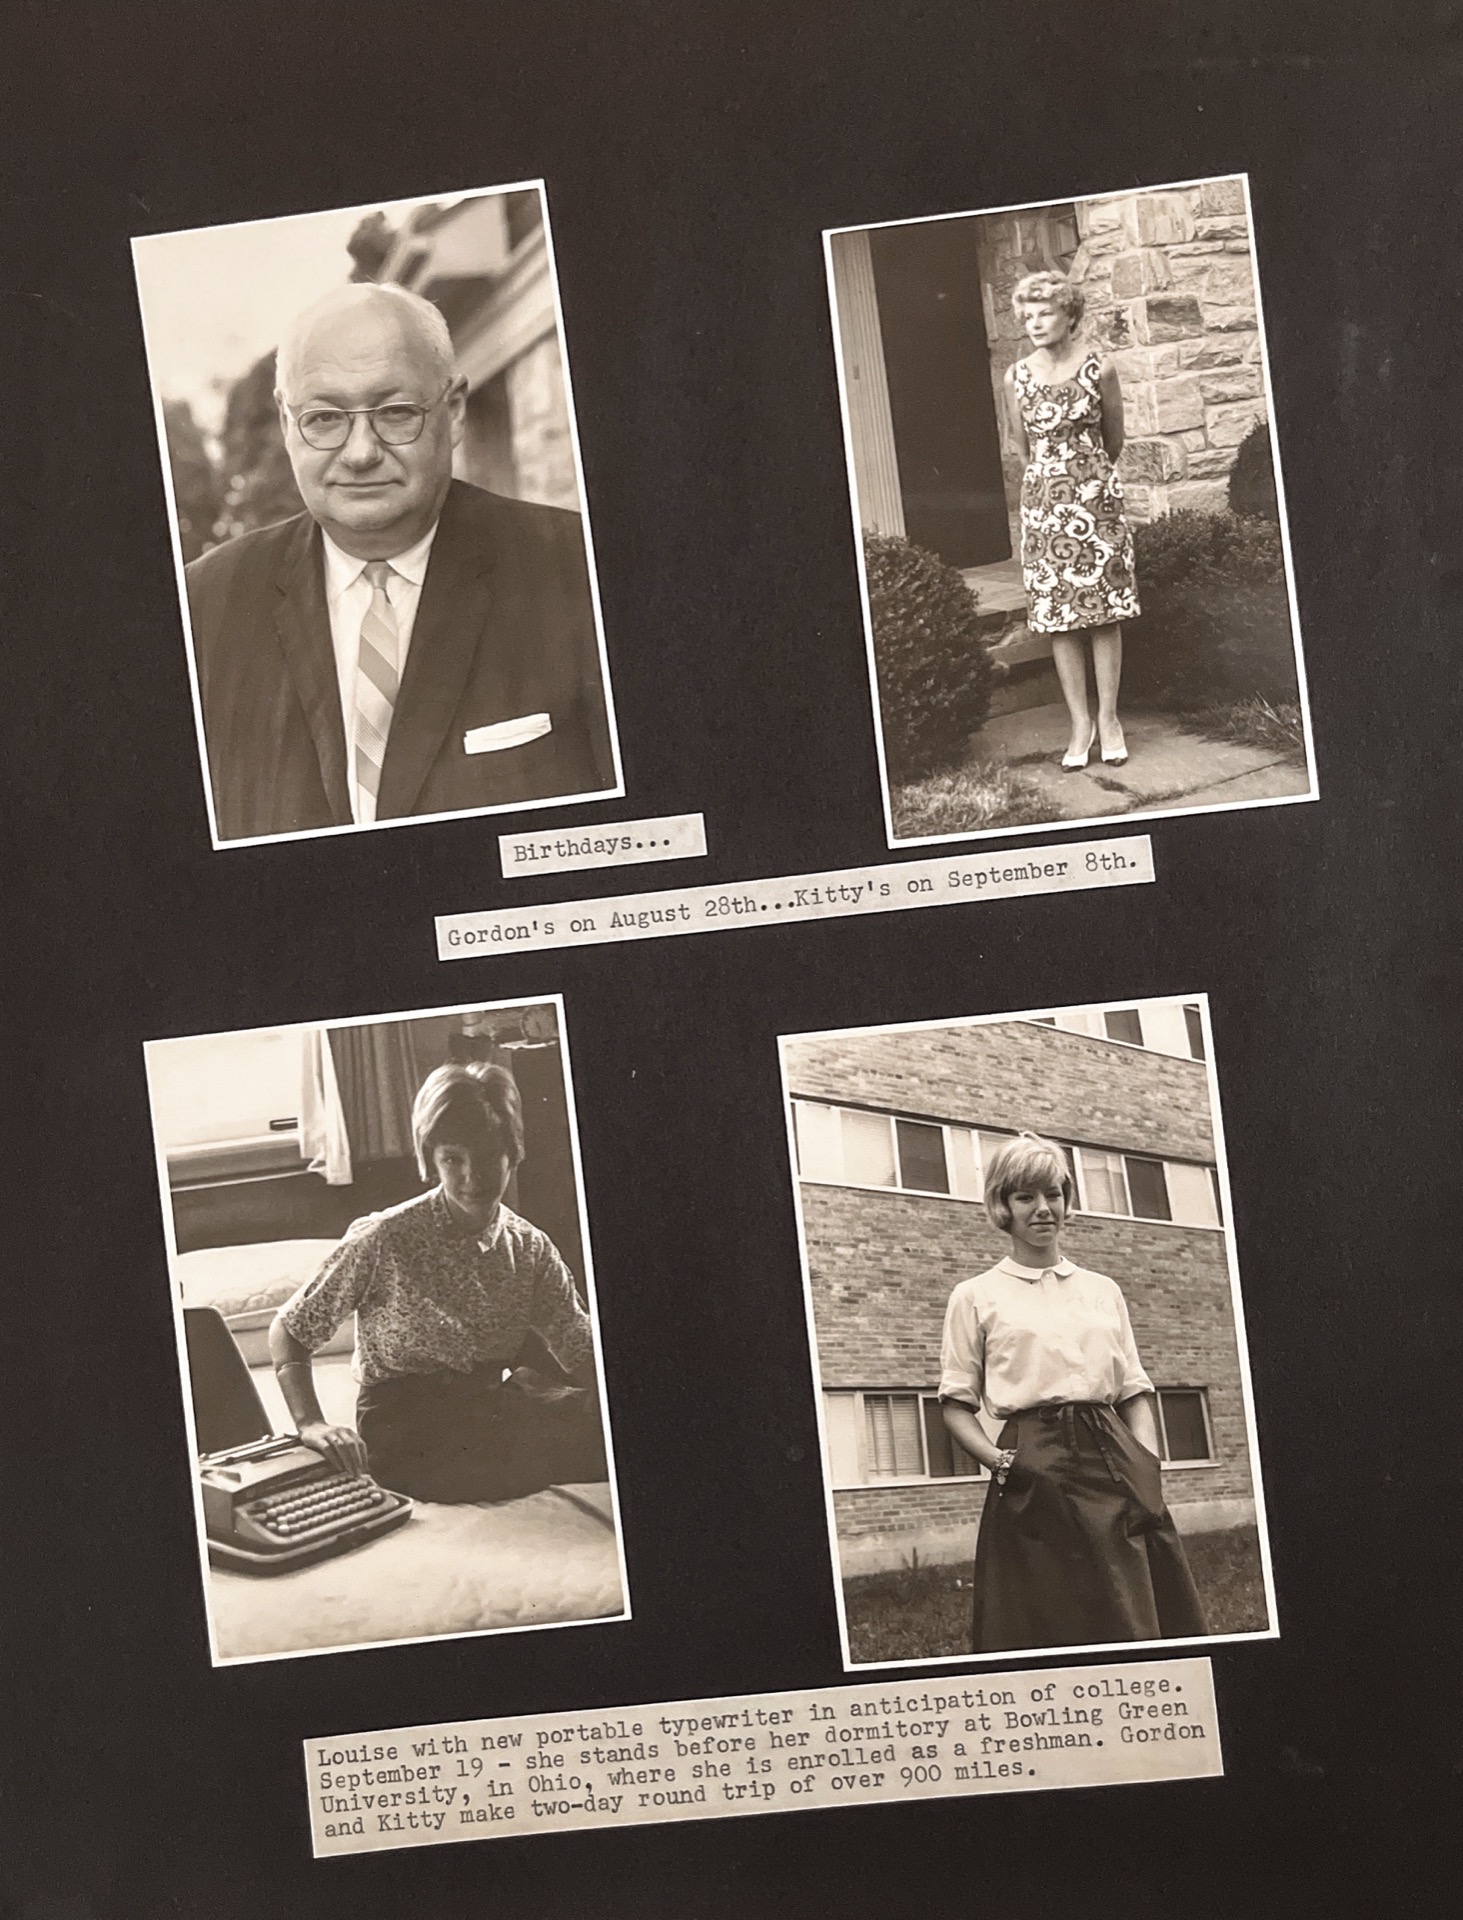 Birthdays...
Gordon's on August 28th...Kitty's on September 8th.
Louise with new portable typewriter in anticipation of college.
September 19 - she stands before her dormitory at Bowling Green
University, in Ohio, where she is enrolled as a freshman. Gordon
and Kitty make two-day round trip of over 900 miles.